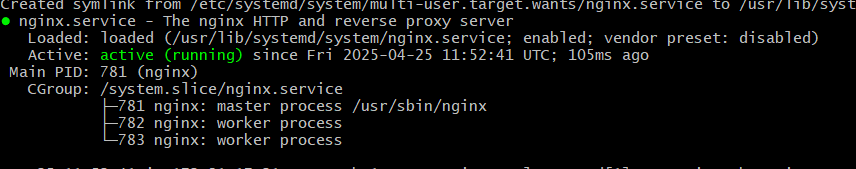 Created symlink from /etc/systemd/system/multi-user.target.wants/nginx.service to /usr/lib/syst
● nginx.service - The nginx HTTP and reverse proxy server
Loaded: loaded (/usr/lib/systemd/system/nginx.service; enabled; vendor preset: disabled)
Active: active (running) since Fri 2025-04-25 11:52:41 UTC; 105ms ago
Main PID: 781 (nginx)
CGroup: /system.slice/nginx.service
├─781 nginx: master process /usr/sbin/nginx
├─782 nginx: worker process
└─783 nginx: worker process